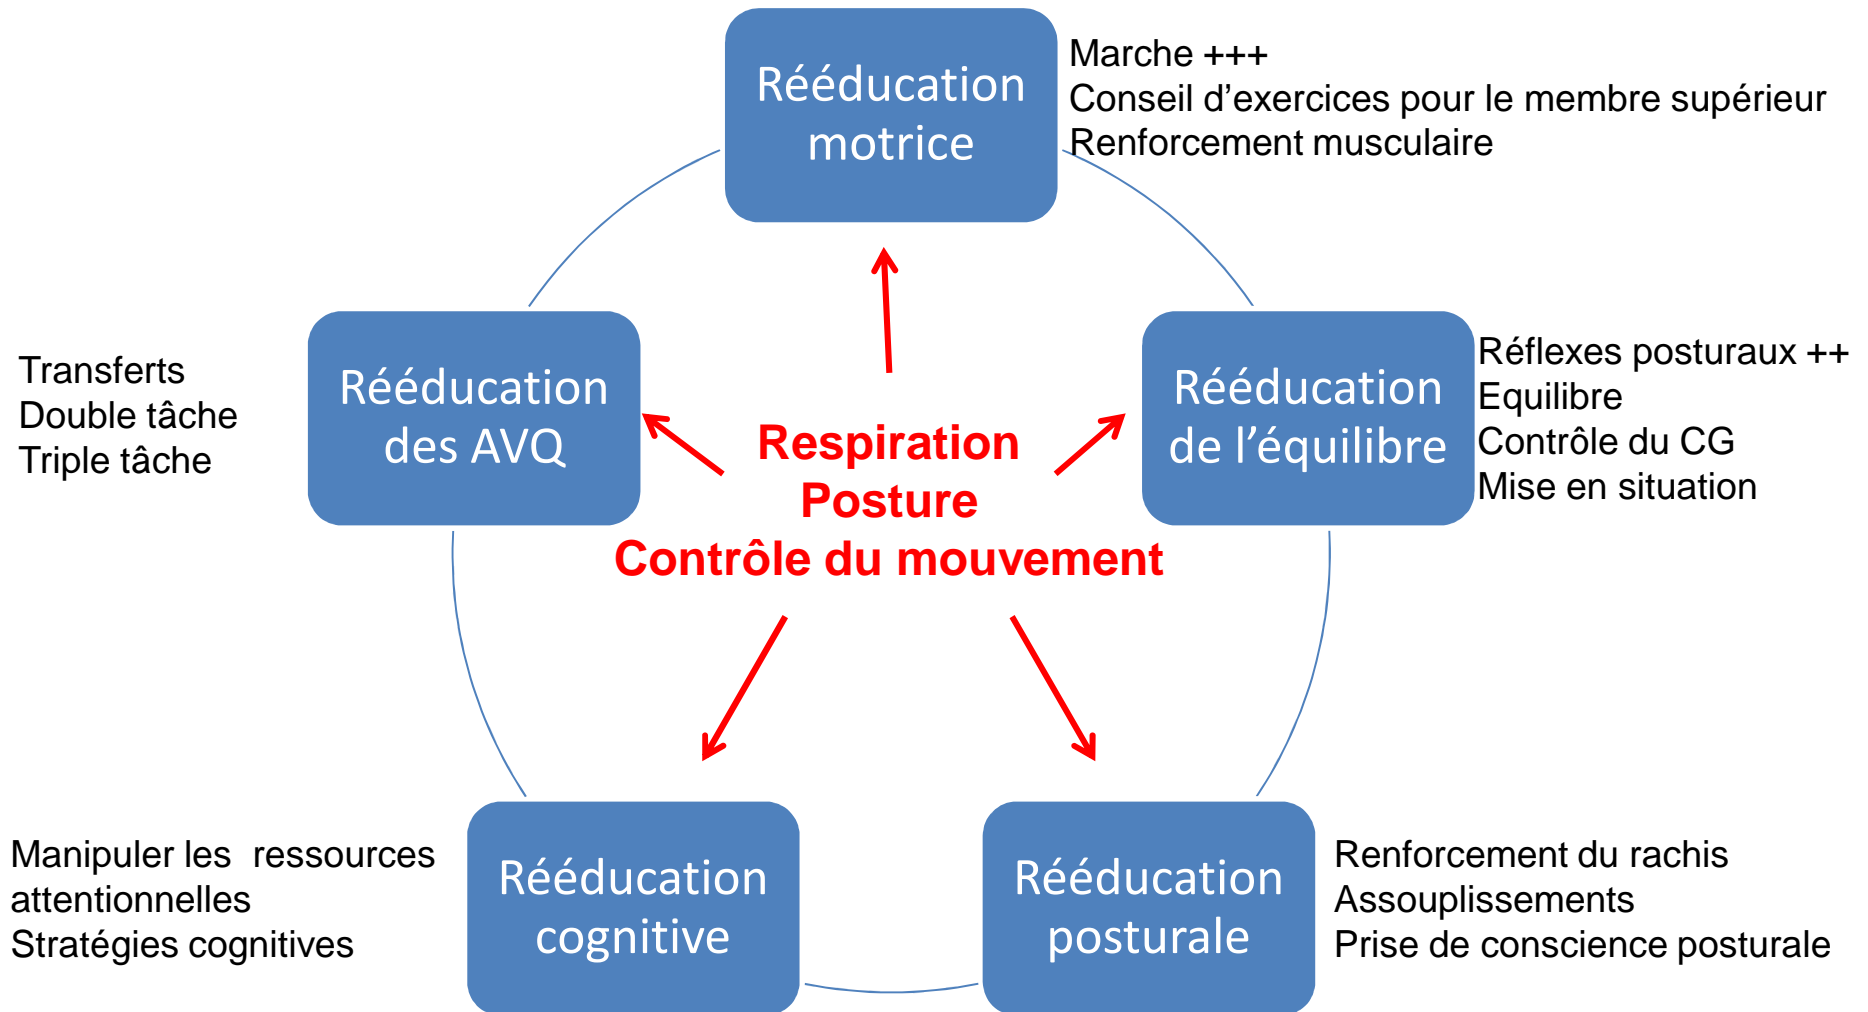 Rééducation
motrice
Marche +++
Conseil d'exercices pour le membre supérieur
Renforcement musculaire
Transferts
Double tâche
Triple tâche
Rééducation
des AVQ
Respiration
Posture
Contrôle du mouvement
Rééducation
de l'équilibre
Réflexes posturaux ++
Equilibre
Contrôle du CG
Mise en situation
Manipuler les  ressources
attentionnelles
Stratégies cognitives
Rééducation
cognitive
Rééducation
posturale
Renforcement du rachis
Assouplissements
Prise de conscience posturale